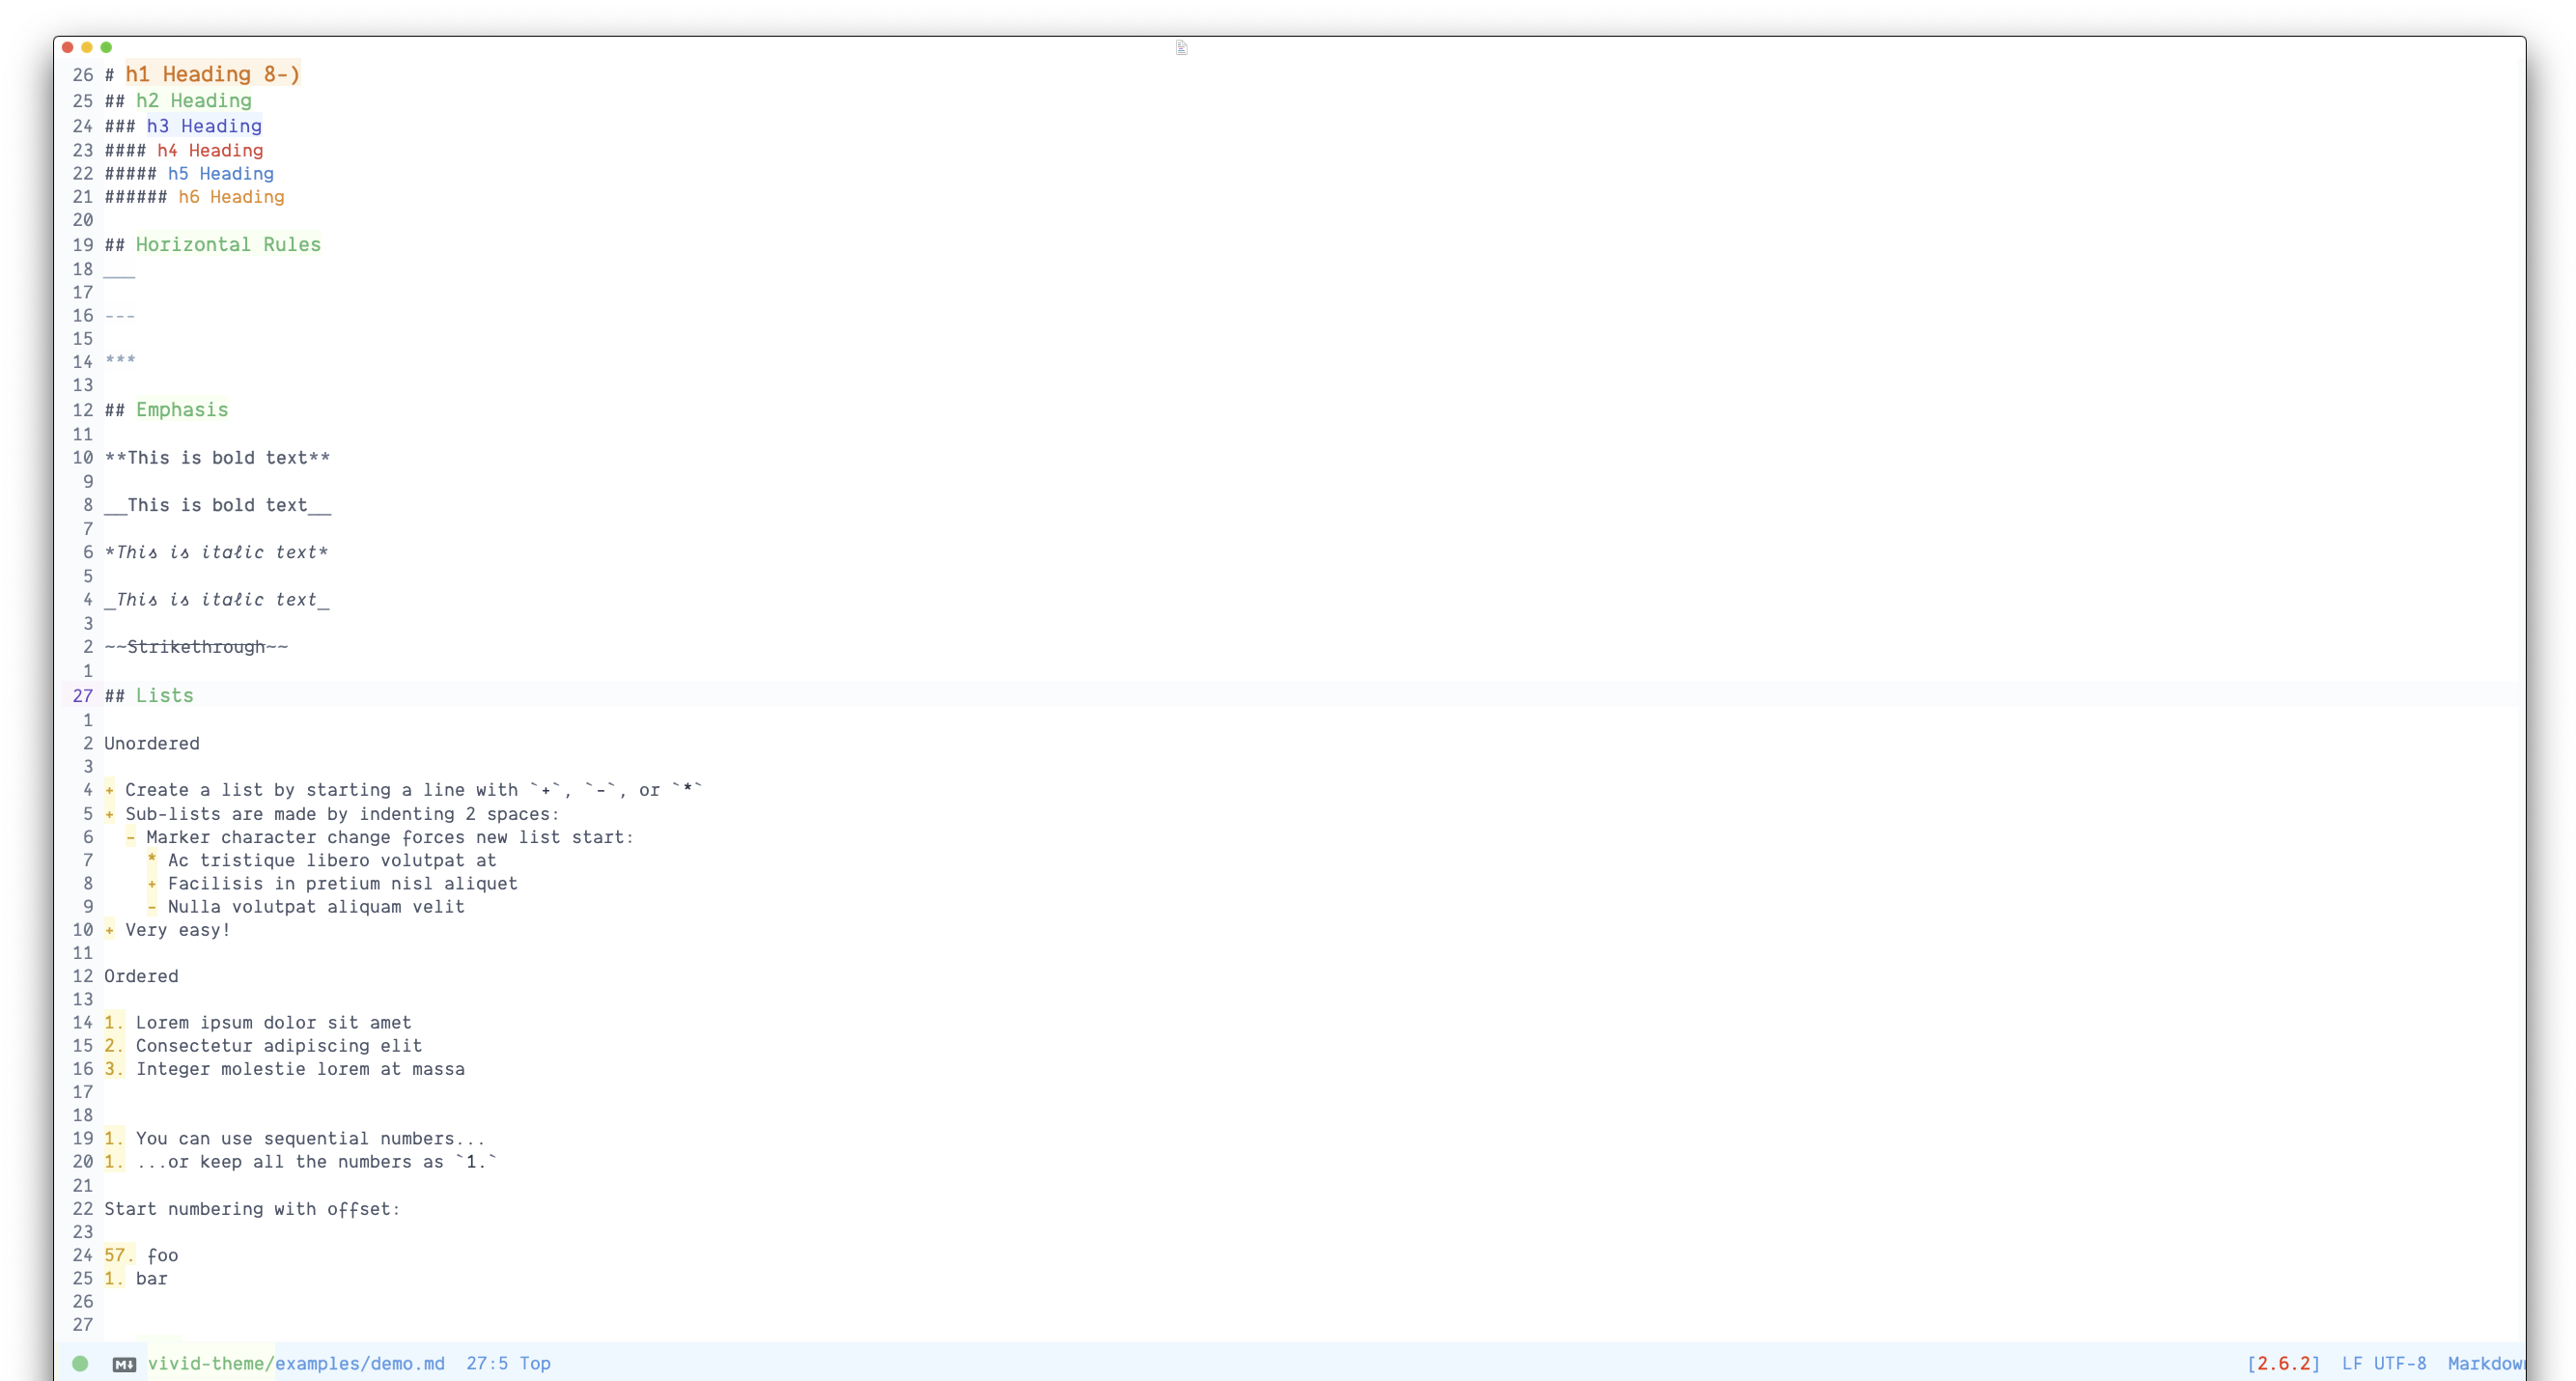 26 # h1 Heading 8-)
25 ## h2 Heading
24 ### h3 Heading
23 #### h4 Heading
22 ##### h5 Heading
21 ###### h6 Heading
20
19 ## Horizontal Rules
18 ___
17
16 ---
15
14 ***
13
12 ## Emphasis
11
10 **This is bold text**
9
8 __This is bold text__
7
6 *This is italic text*
5
4 _This is italic text_
3
2 ~~Strikethrough~~
1
27 ## Lists
1
2 Unordered
3
4 + Create a list by starting a line with `+`, `-`, or `*`
5 + Sub-lists are made by indenting 2 spaces:
6   - Marker character change forces new list start:
7     * Ac tristique libero volutpat at
8     + Facilisis in pretium nisl aliquet
9     - Nulla volutpat aliquam velit
10 + Very easy!
11
12 Ordered
13
14 1. Lorem ipsum dolor sit amet
15 2. Consectetur adipiscing elit
16 3. Integer molestie lorem at massa
17
18
19 1. You can use sequential numbers...
20 1. ...or keep all the numbers as `1.`
21
22 Start numbering with offset:
23
24 57. foo
25 1. bar
26
27
M↓ vivid-theme/examples/demo.md 27:5 Top [2.6.2] LF UTF-8 Markdow